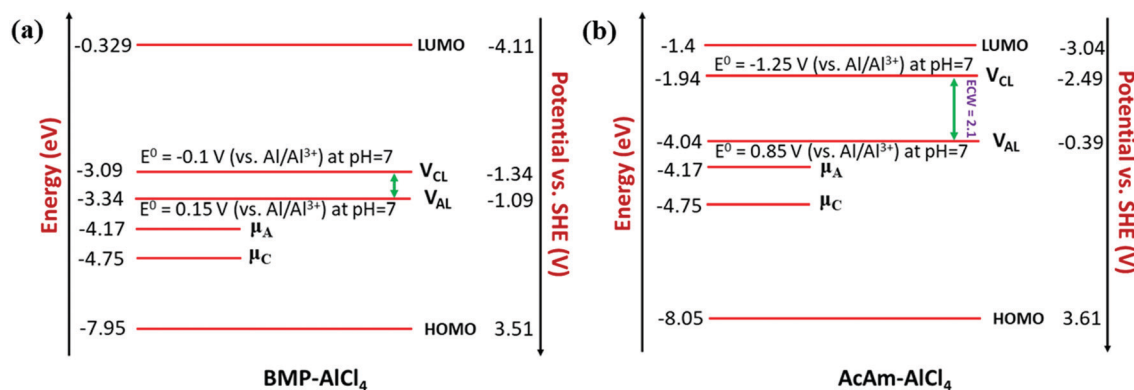 (a)
Energy (eV)
Potential vs. SHE (V)
-0.329 LUMO -4.11
E⁰ = -0.1 V (vs. Al/Al³⁺) at pH=7
-3.09 V_CL -1.34
-3.34 V_AL -1.09
E⁰ = 0.15 V (vs. Al/Al³⁺) at pH=7
-4.17 μ_A
-4.75 μ_C
-7.95 HOMO 3.51
BMP-AlCl₄
(b)
Energy (eV)
Potential vs. SHE (V)
-1.4 LUMO -3.04
E⁰ = -1.25 V (vs. Al/Al³⁺) at pH=7
-1.94 V_CL -2.49
ECW = 2.1
-4.04 V_AL -0.39
E⁰ = 0.85 V (vs. Al/Al³⁺) at pH=7
-4.17 μ_A
-4.75 μ_C
-8.05 HOMO 3.61
AcAm-AlCl₄